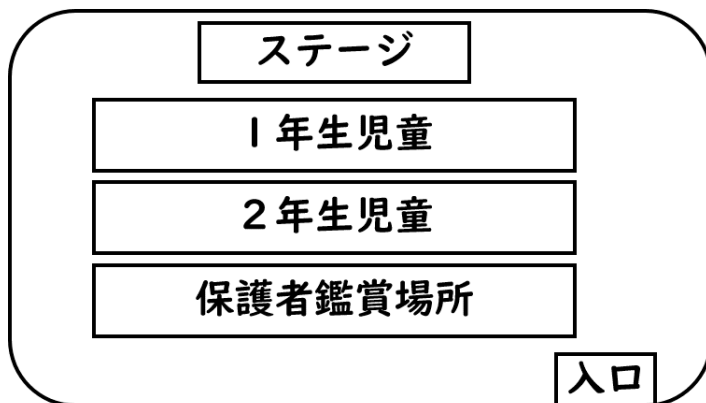 ステージ
1年生児童
2年生児童
保護者鑑賞場所
入口